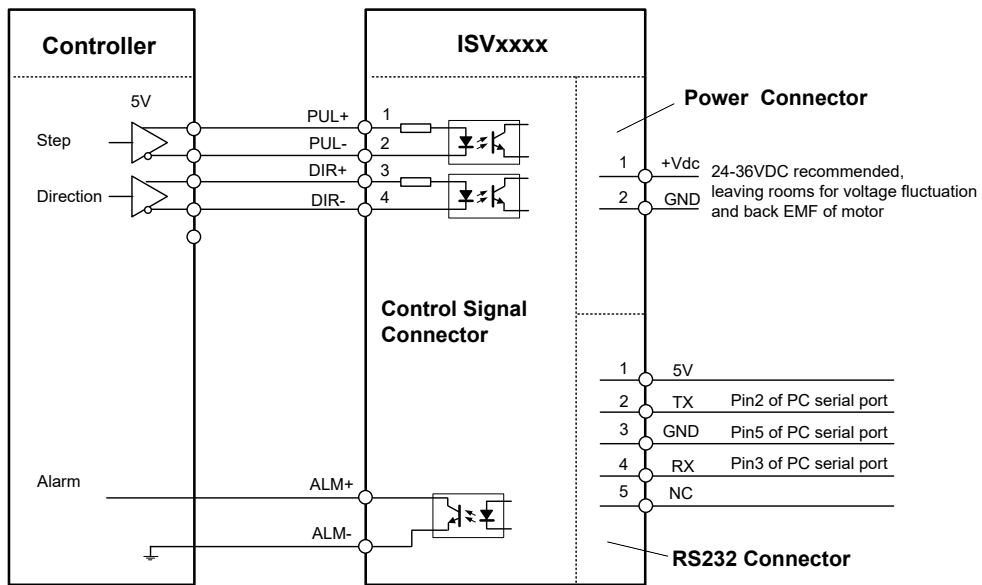 Controller
ISVxxxx
5V
Step
Direction
PUL+ 1
PUL- 2
DIR+ 3
DIR- 4
Control Signal
Connector
Alarm
ALM+
ALM-
Power Connector
1 +Vdc
2 GND
24-36VDC recommended,
leaving rooms for voltage fluctuation
and back EMF of motor
1 5V
2 TX Pin2 of PC serial port
3 GND Pin5 of PC serial port
4 RX Pin3 of PC serial port
5 NC
RS232 Connector